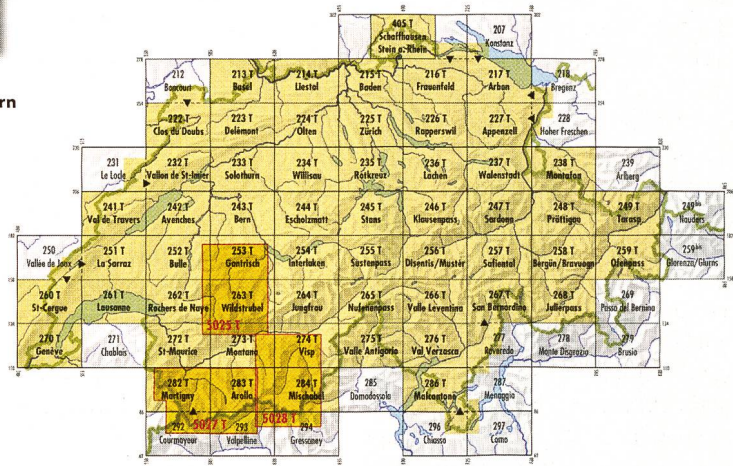 405 T
Schaffhausen
Stein a. Rhein
207
Konstanz
212
Boncourt
213 T
Basel
214 T
Liestal
215 T
Baden
216 T
Frauenfeld
217 T
Arbon
218
Bregenz
rn
222 T
Clos du Doubs
223 T
Delémont
224 T
Olten
225 T
Zürich
226 T
Rapperswil
227 T
Appenzell
228
Hoher Freschen
231
Le Locle
232 T
Vallon de St-Imier
233 T
Solothurn
234 T
Willisau
235 T
Rotkreuz
236 T
Lachen
237 T
Walenstadt
238 T
Montafon
239
Arlberg
241 T
Val de Travers
242 T
Avenches
243 T
Bern
244 T
Escholzmatt
245 T
Stans
246 T
Klausenpass
247 T
Sardona
248 T
Prättigau
249 T
Tarasp
249 bis
Nauders
250
Vallée de Joux
251 T
La Sarraz
252 T
Bulle
253 T
Gantrisch
254 T
Interlaken
255 T
Sustenpass
256 T
Disentis/Mustér
257 T
Safiental
258 T
Bergün/Bravuogn
259 T
Ofenpass
259 bis
Glorenza/Glurns
260 T
St-Cergue
261 T
Lausanne
262 T
Rochers de Naye
263 T
Wildstrubel
264 T
Jungfrau
265 T
Nufenenpass
266 T
Valle Leventina
267 T
San Bernardino
268 T
Julierpass
269
Passo del Bernina
5025 T
270 T
Genève
271
Chablais
272 T
St-Maurice
273 T
Montana
274 T
Visp
275 T
Valle Antigorio
276 T
Val Verzasca
277
Roveredo
278
Monte Disgrazia
279
Brusio
282 T
Martigny
283 T
Arolla
284 T
Mischabel
285
Domodossola
286 T
Malcantone
287
Menaggio
5027 T
5028 T
292
Courmayeur
293
Valpelline
294
Gressoney
296
Chiasso
297
Como